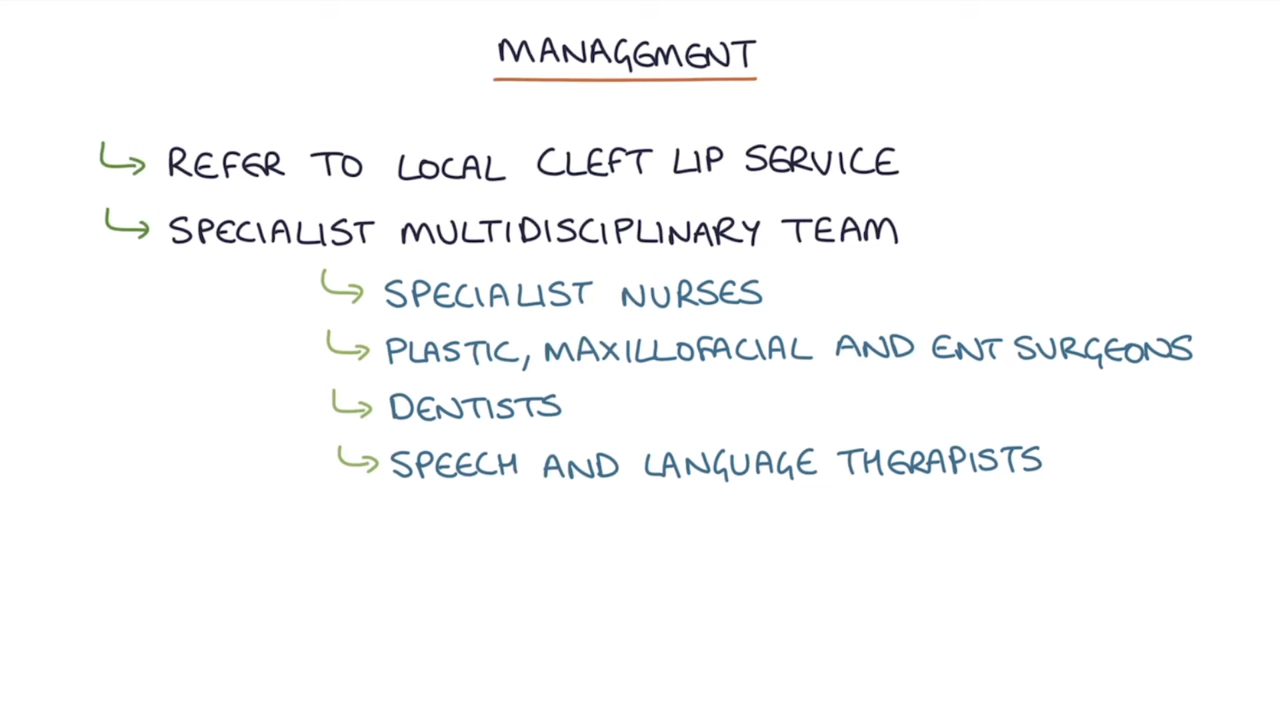 MANAGEMENT
REFER TO LOCAL CLEFT LIP SERVICE
SPECIALIST MULTIDISCIPLINARY TEAM
SPECIALIST NURSES
PLASTIC, MAXILLOFACIAL AND ENT SURGEONS
DENTISTS
SPEECH AND LANGUAGE THERAPISTS